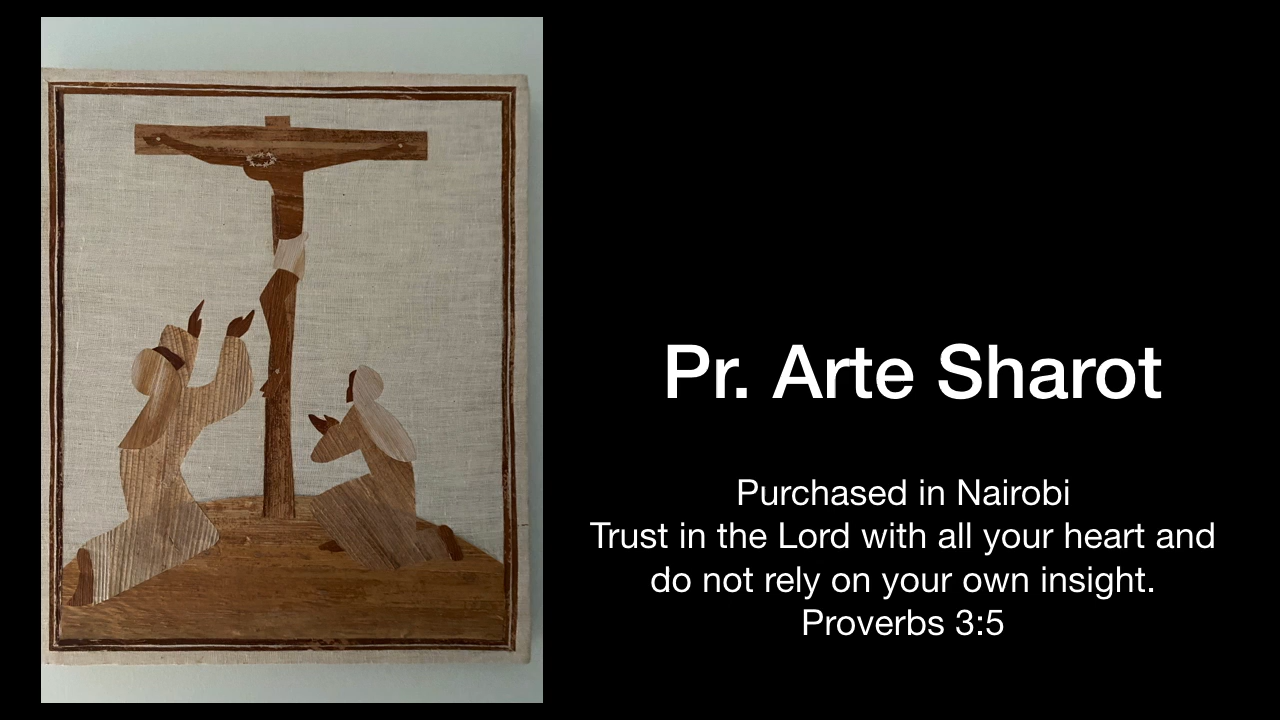 Pr. Arte Sharot
Purchased in Nairobi
Trust in the Lord with all your heart and
do not rely on your own insight.
Proverbs 3:5